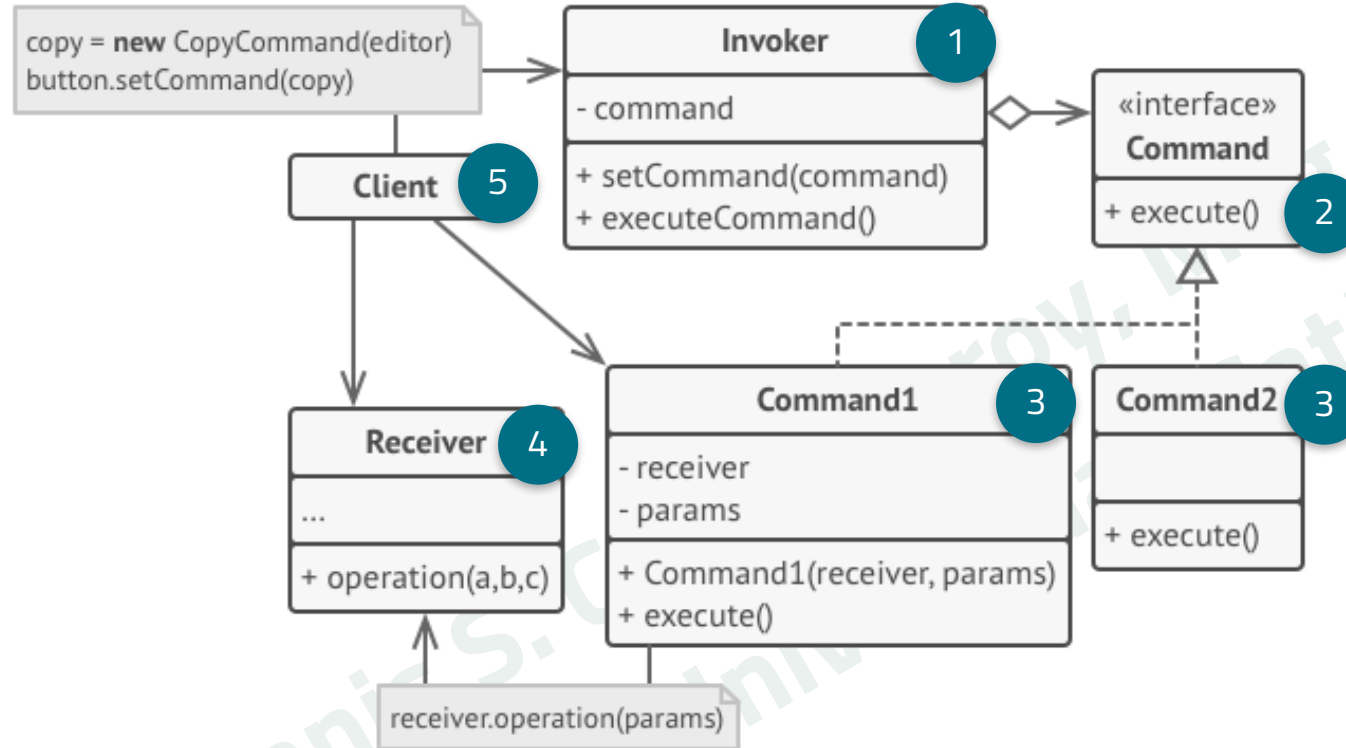 copy = new CopyCommand(editor)
button.setCommand(copy)
Invoker
1
- command
+ setCommand(command)
+ executeCommand()
«interface»
Command
+ execute()
2
Client
5
Receiver
4
...
+ operation(a,b,c)
Command1
3
- receiver
- params
+ Command1(receiver, params)
+ execute()
Command2
3
+ execute()
receiver.operation(params)